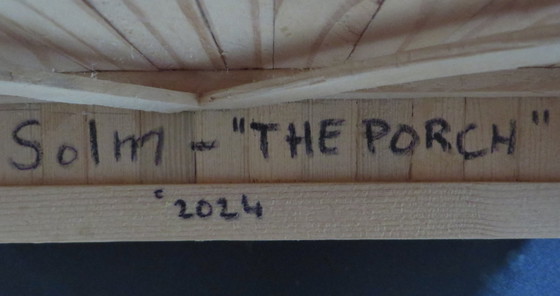 Solm - "THE PORCH"
2024